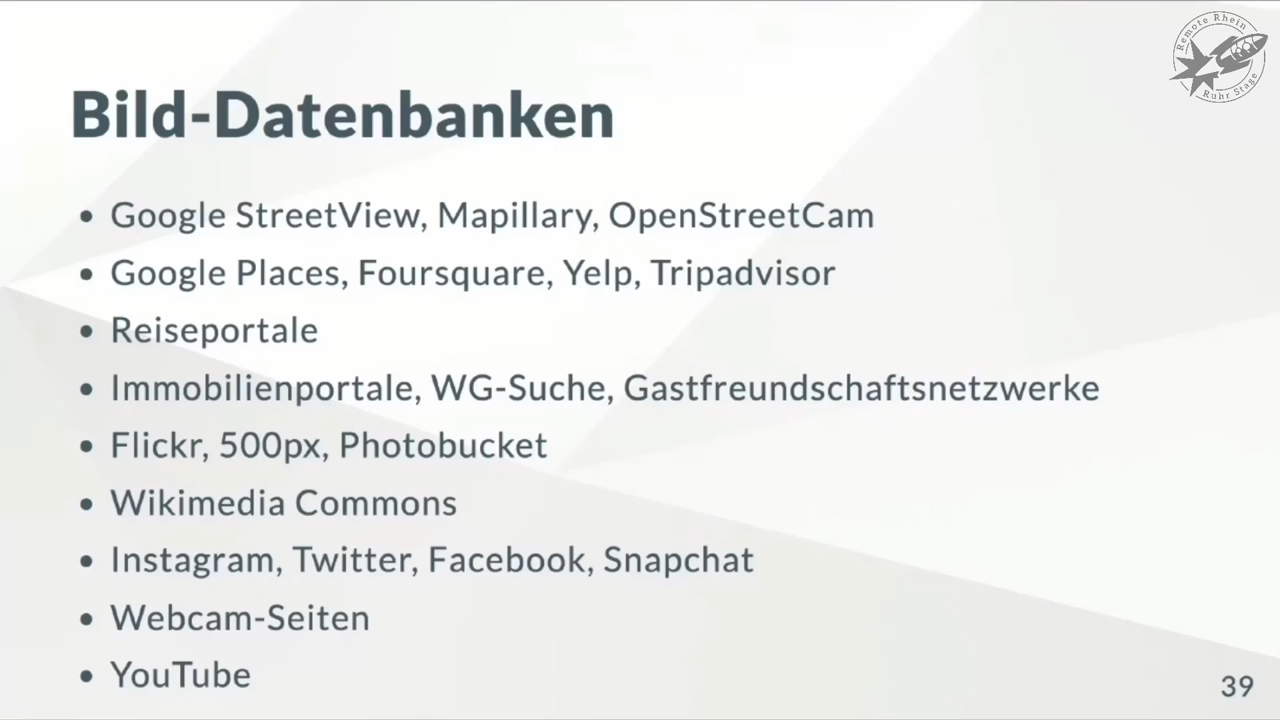 Remote Rhein
Ruhr Stage
Bild-Datenbanken
• Google StreetView, Mapillary, OpenStreetCam
• Google Places, Foursquare, Yelp, Tripadvisor
• Reiseportale
• Immobilienportale, WG-Suche, Gastfreundschaftsnetzwerke
• Flickr, 500px, Photobucket
• Wikimedia Commons
• Instagram, Twitter, Facebook, Snapchat
• Webcam-Seiten
• YouTube
39